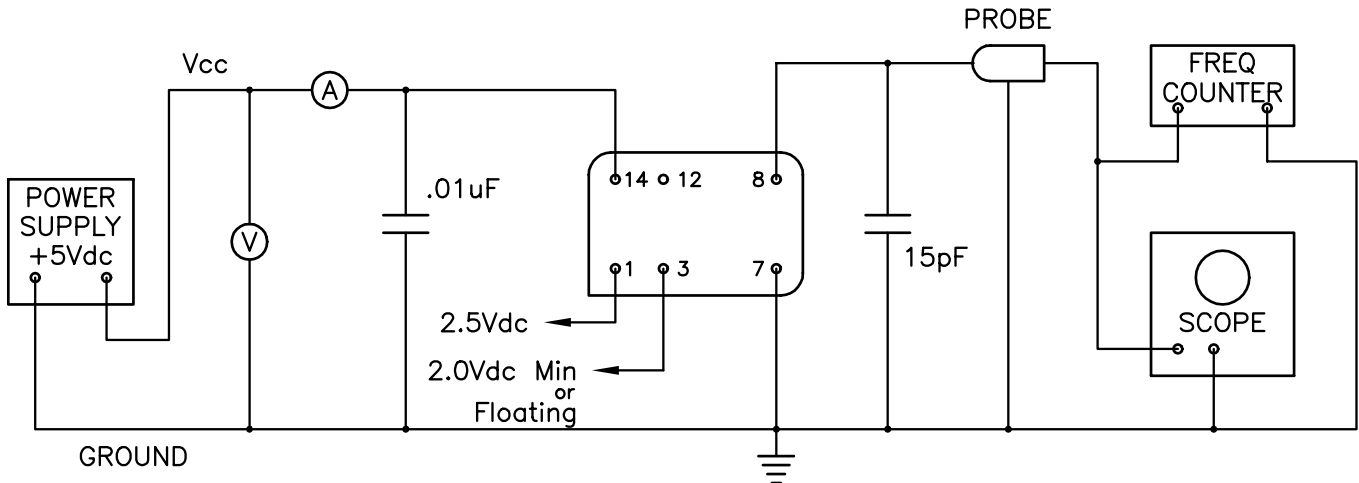 PROBE
Vcc
A
FREQ
COUNTER
14
12
8
.01uF
POWER
SUPPLY
+5Vdc
V
15pF
1
3
7
2.5Vdc
SCOPE
2.0Vdc Min
or
Floating
GROUND